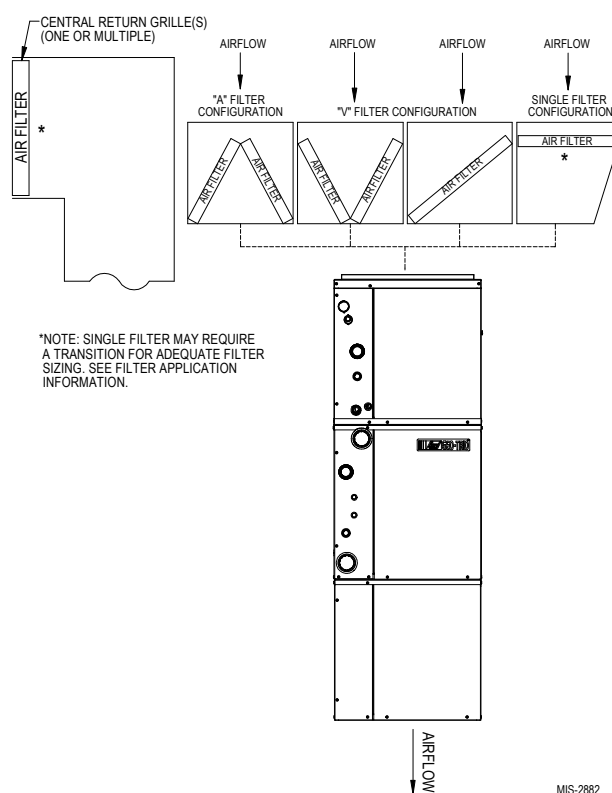 CENTRAL RETURN GRILLE(S)
(ONE OR MULTIPLE)
AIR FILTER
*
AIRFLOW
AIRFLOW
AIRFLOW
AIRFLOW
"A" FILTER
CONFIGURATION
"V" FILTER CONFIGURATION
SINGLE FILTER
CONFIGURATION
AIR FILTER
AIR FILTER
AIR FILTER
AIR FILTER
AIR FILTER
AIR FILTER
*
*NOTE: SINGLE FILTER MAY REQUIRE
A TRANSITION FOR ADEQUATE FILTER
SIZING. SEE FILTER APPLICATION
INFORMATION.
GEO-TEC
AIRFLOW
MIS-2882